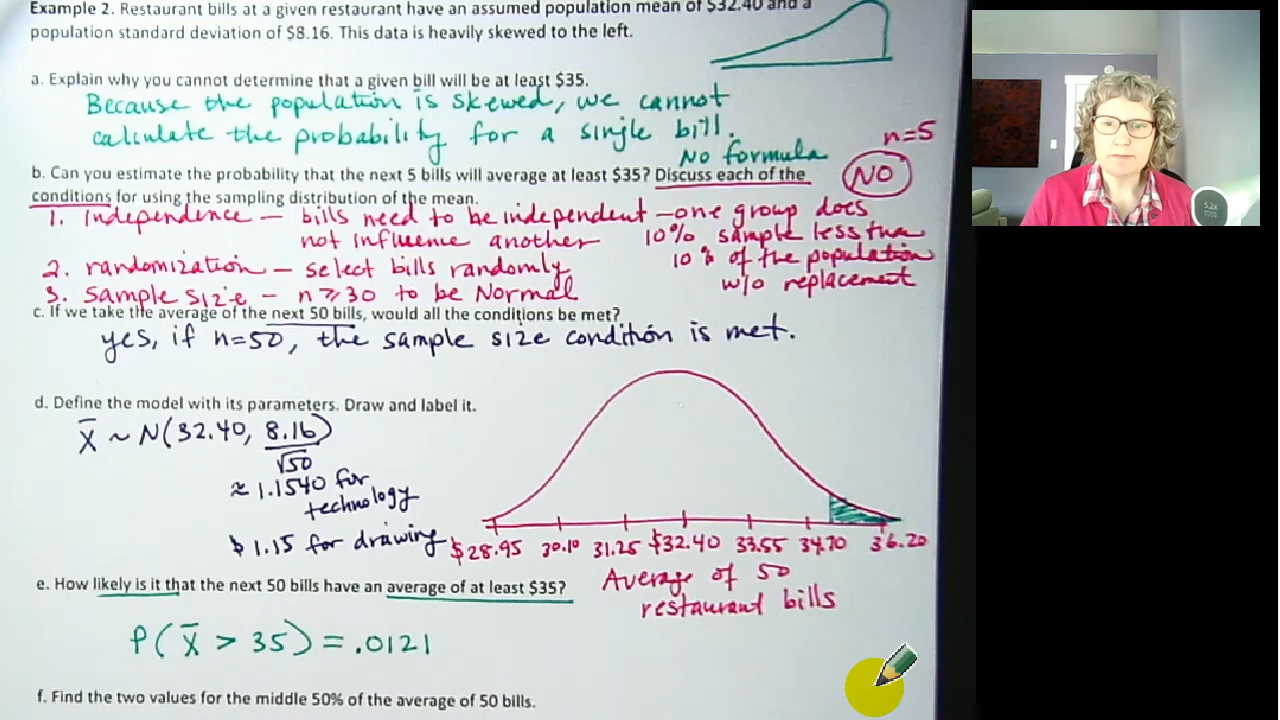 Example 2. Restaurant bills at a given restaurant have an assumed population mean of $32.40 and a
population standard deviation of $8.16. This data is heavily skewed to the left.
a. Explain why you cannot determine that a given bill will be at least $35.
Because the population is skewed, we cannot
calculate the probability for a single bill.
No formula
n=5
b. Can you estimate the probability that the next 5 bills will average at least $35? Discuss each of the
NO
conditions for using the sampling distribution of the mean.
1. Independence – bills need to be independent – one group does
not influence another
10% sample less than
10% of the population
w/o replacement
2. randomization – select bills randomly
3. sample size – n ≥ 30 to be Normal
c. If we take the average of the next 50 bills, would all the conditions be met?
yes, if n=50, the sample size condition is met.
d. Define the model with its parameters. Draw and label it.
X̄ ~ N(32.40, 8.16/√50)
≈ 1.1540 for
technology
$1.15 for drawing
$28.95 30.10 31.25 $32.40 33.55 34.70 36.20
Average of 50
restaurant bills
e. How likely is it that the next 50 bills have an average of at least $35?
P(X̄ > 35) = .0121
f. Find the two values for the middle 50% of the average of 50 bills.
5.2x